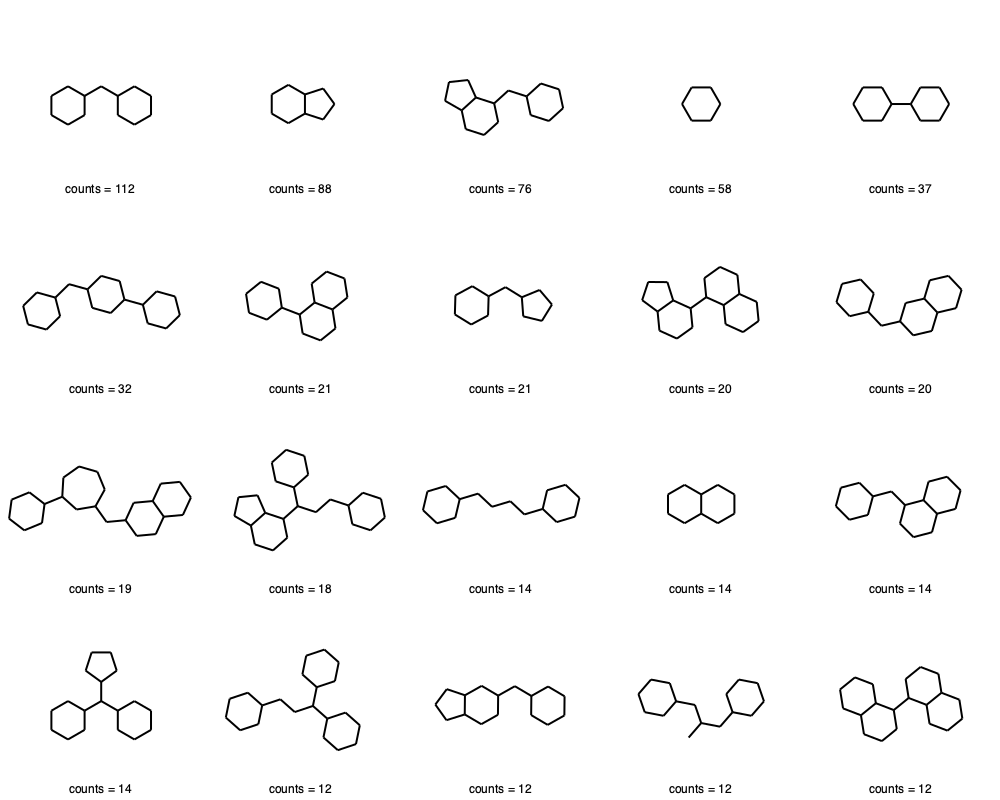 counts = 112
counts = 88
counts = 76
counts = 58
counts = 37
counts = 32
counts = 21
counts = 21
counts = 20
counts = 20
counts = 19
counts = 18
counts = 14
counts = 14
counts = 14
counts = 14
counts = 12
counts = 12
counts = 12
counts = 12